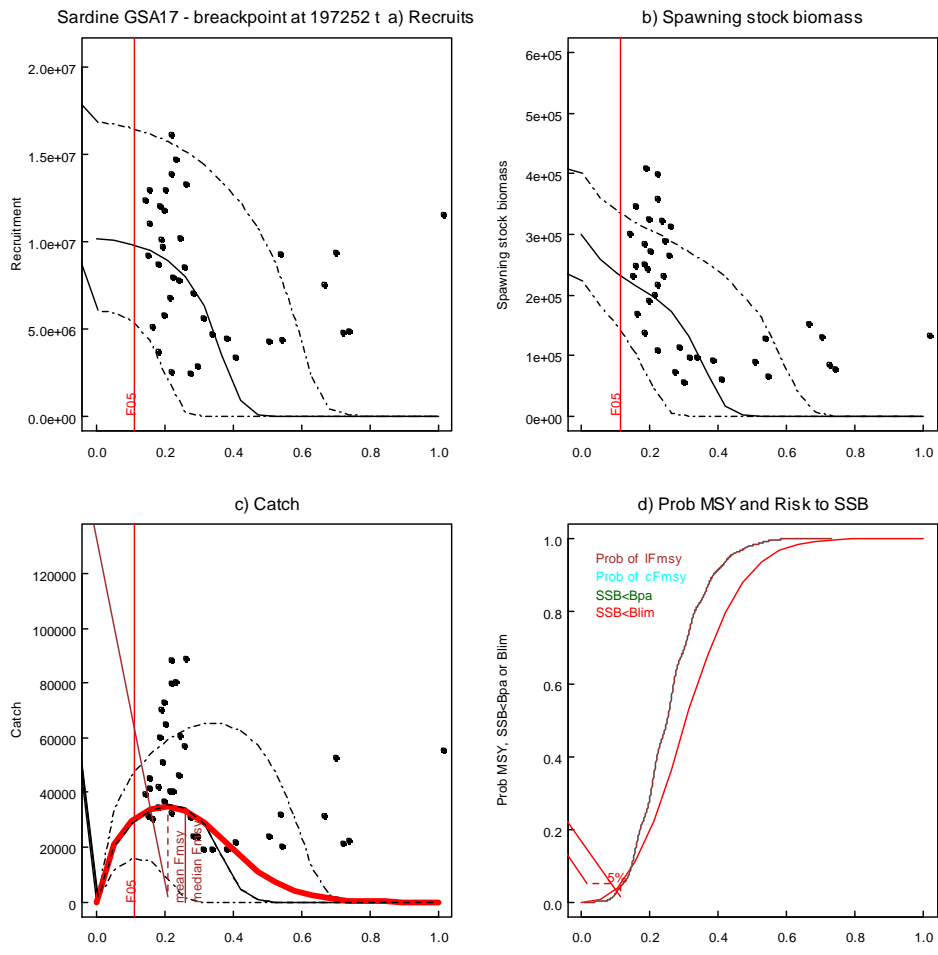 Sardine GSA17 - breackpoint at 197252 t a) Recruits
2.0e+07
1.5e+07
1.0e+07
5.0e+06
0.0e+00
Recruitment
F05
0.0 0.2 0.4 0.6 0.8 1.0
b) Spawning stock biomass
6e+05
5e+05
4e+05
3e+05
2e+05
1e+05
0e+00
Spawning stock biomass
F05
0.0 0.2 0.4 0.6 0.8 1.0
c) Catch
120000
100000
80000
60000
40000
20000
0
Catch
F05
mean Fmsy
median Fmsy
0.0 0.2 0.4 0.6 0.8 1.0
d) Prob MSY and Risk to SSB
1.0
0.8
0.6
0.4
0.2
0.0
Prob MSY, SSB<Bpa or Blim
Prob of lFmsy
Prob of cFmsy
SSB<Bpa
SSB<Blim
5%
0.0 0.2 0.4 0.6 0.8 1.0